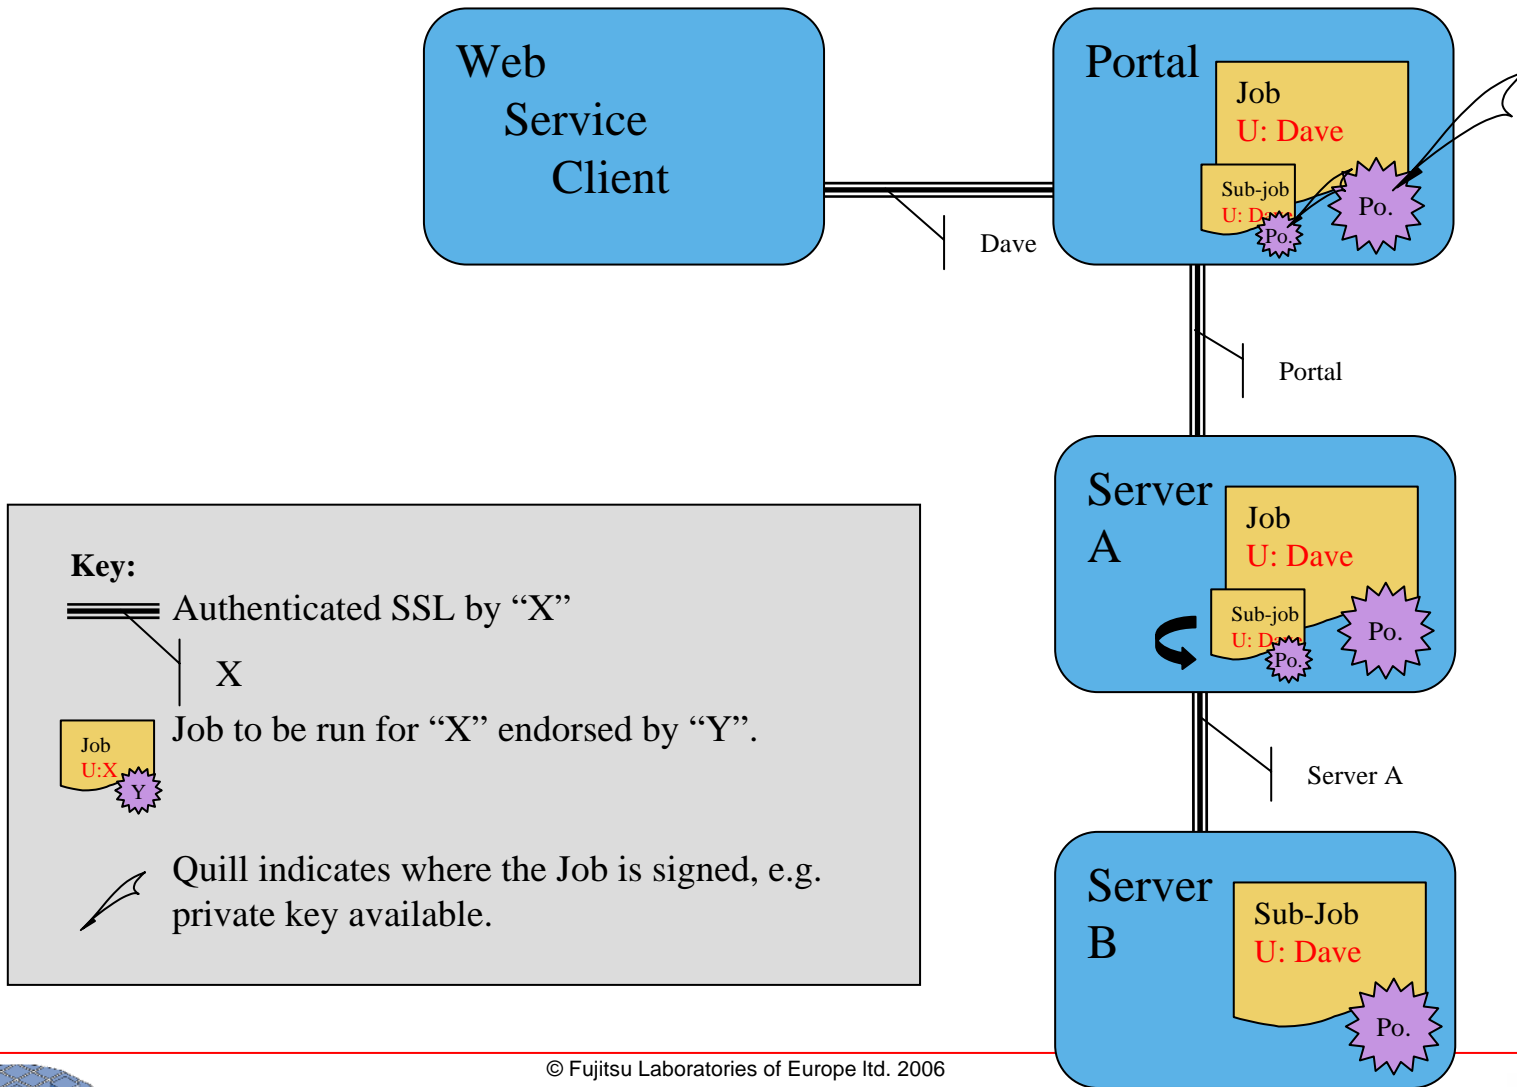 Web
Service
Client
Portal
Job
U: Dave
Sub-job
U: Dave
Po.
Po.
Dave
Portal
Server
A
Job
U: Dave
Sub-job
U: Dave
Po.
Po.
Key:
Authenticated SSL by “X”
X
Job to be run for “X” endorsed by “Y”.
Job
U:X
Y
Quill indicates where the Job is signed, e.g.
private key available.
Server A
Server
B
Sub-Job
U: Dave
Po.
© Fujitsu Laboratories of Europe ltd. 2006